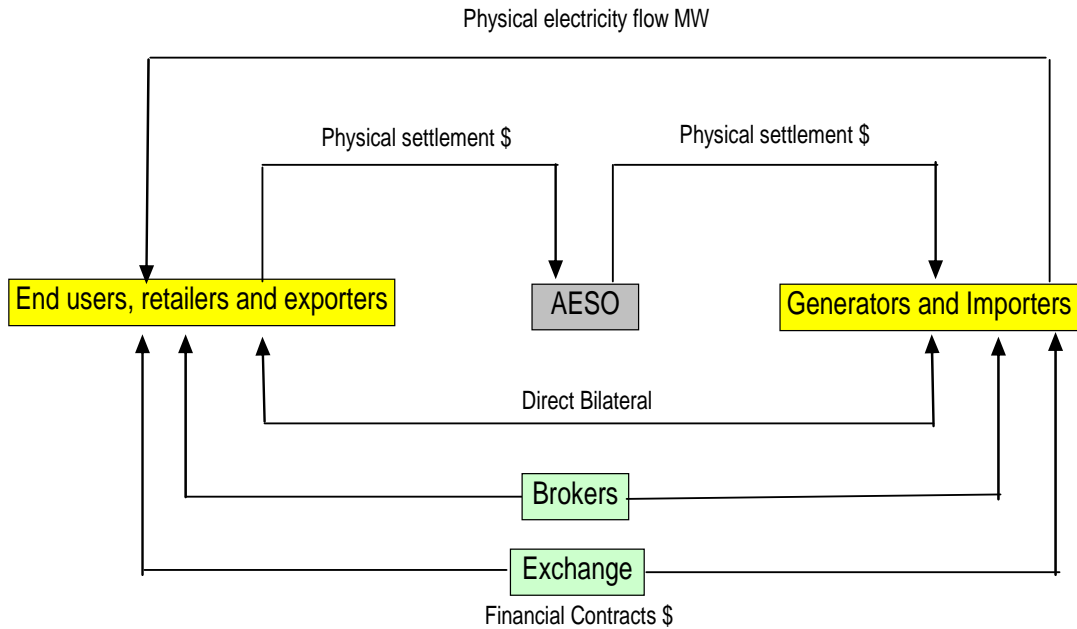 Physical electricity flow MW
Physical settlement $
Physical settlement $
End users, retailers and exporters
AESO
Generators and Importers
Direct Bilateral
Brokers
Exchange
Financial Contracts $